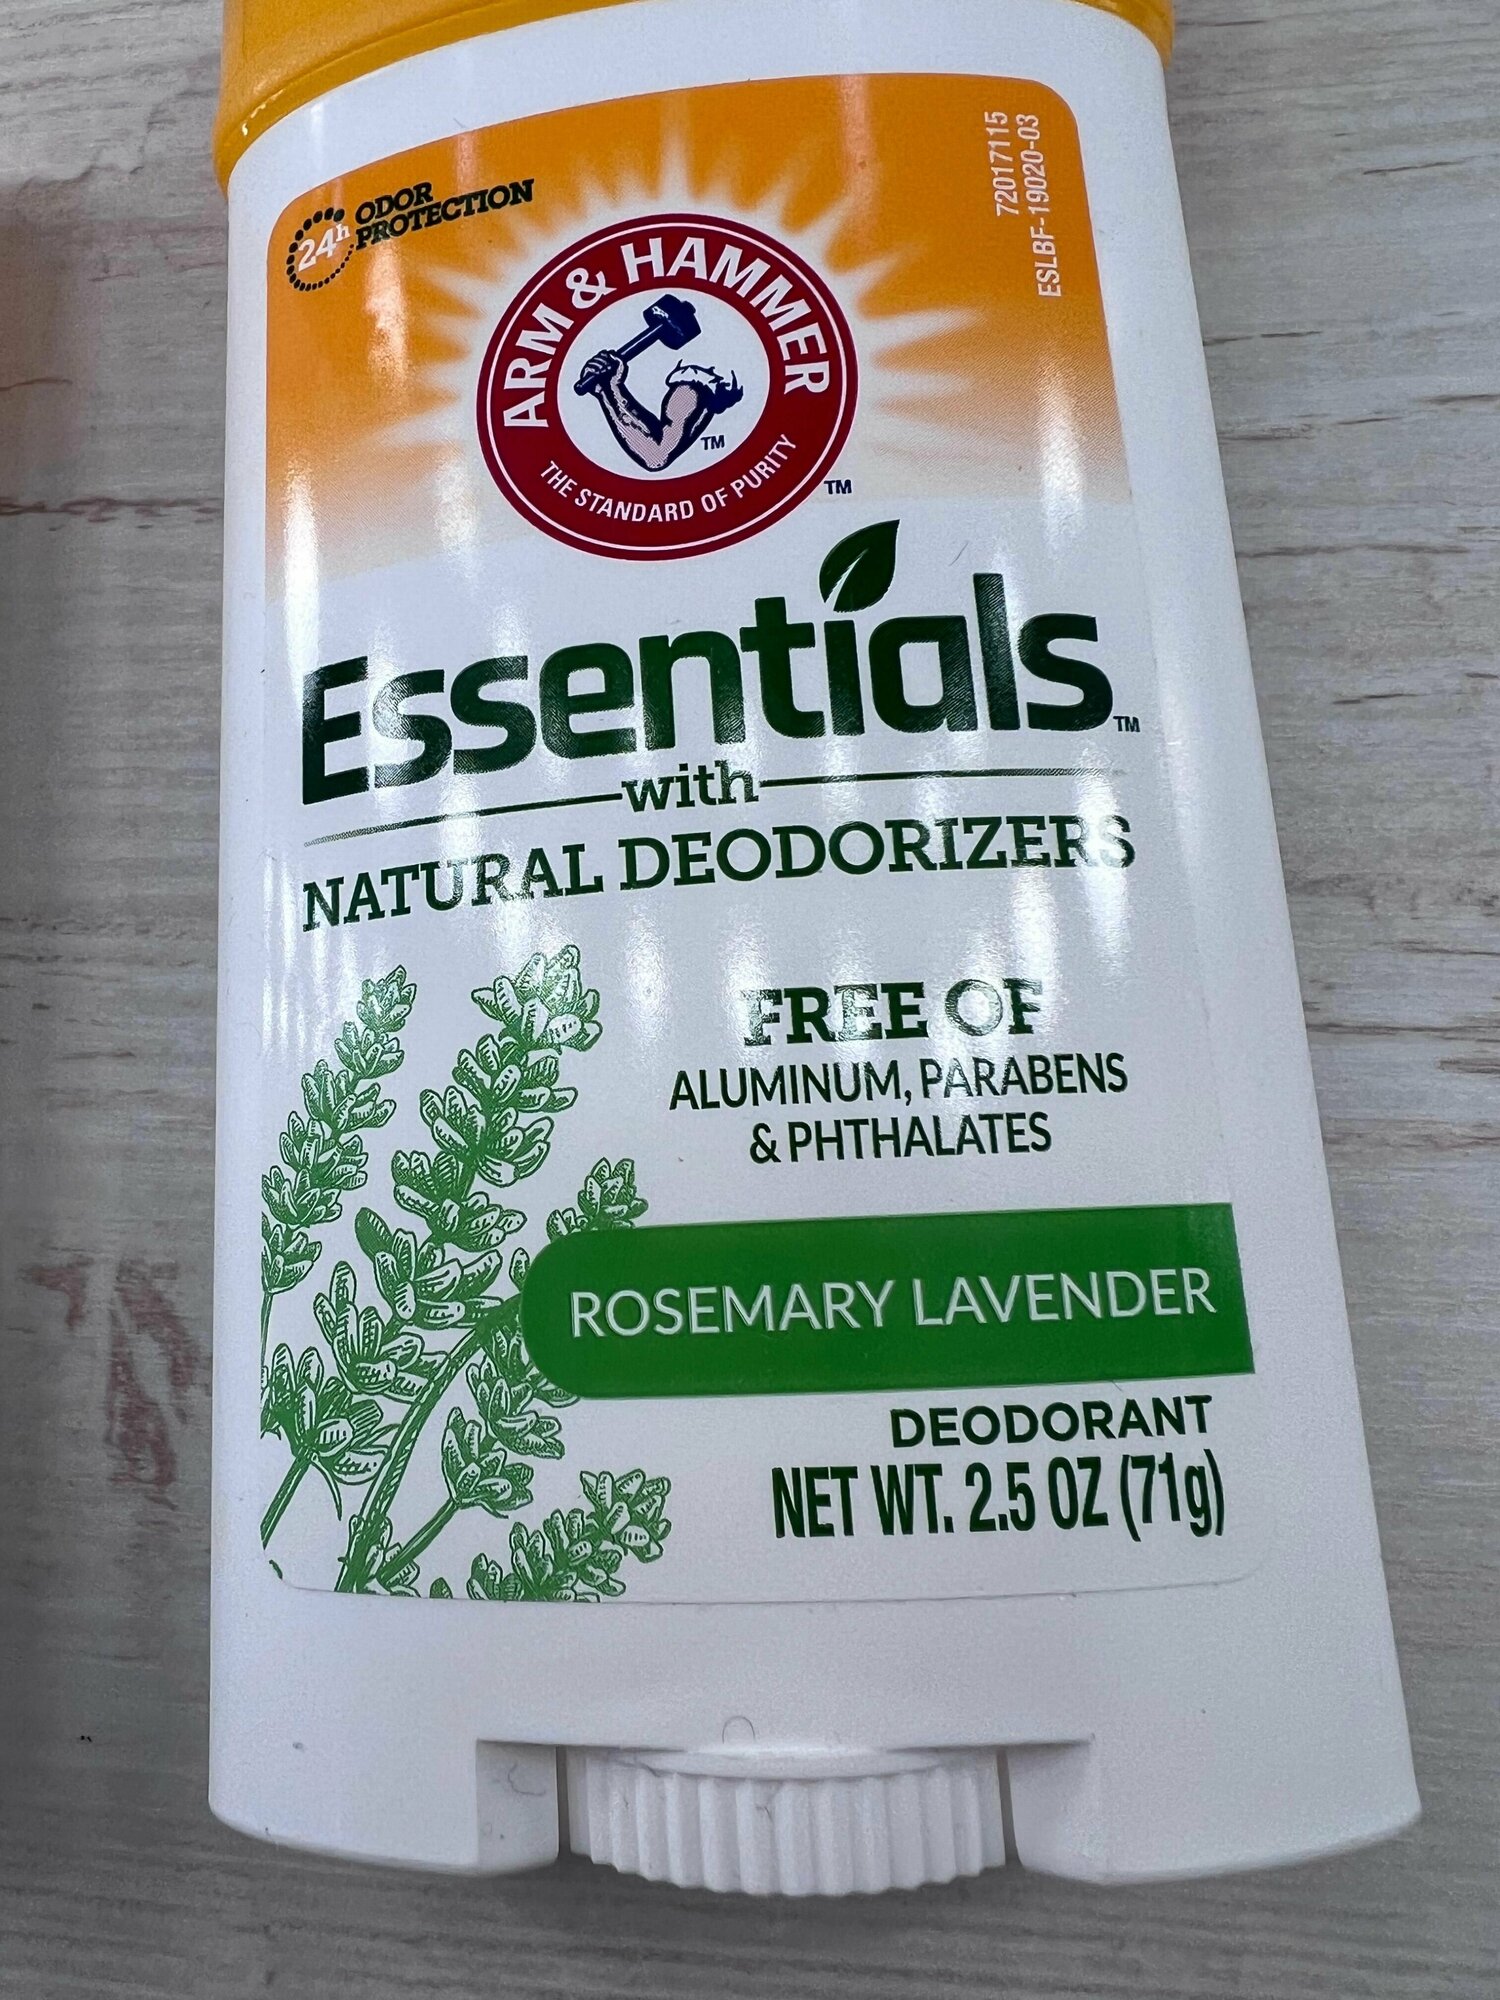 24h ODOR
PROTECTION
72017115
ESLBF-19020-03
ARM & HAMMER
TM
THE STANDARD OF PURITY
TM
Essentials TM
with
NATURAL DEODORIZERS
FREE OF
ALUMINUM, PARABENS
& PHTHALATES
ROSEMARY LAVENDER
DEODORANT
NET WT. 2.5 OZ (71g)